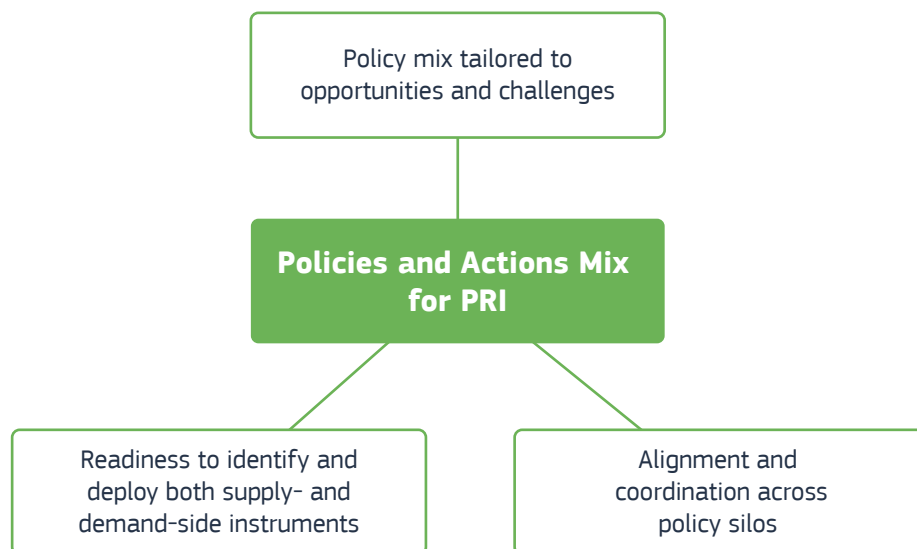 Policy mix tailored to
opportunities and challenges
Policies and Actions Mix
for PRI
Readiness to identify and
deploy both supply- and
demand-side instruments
Alignment and
coordination across
policy silos